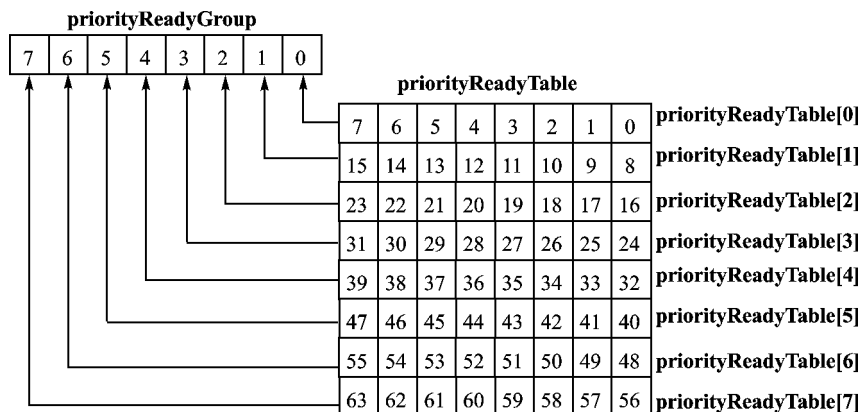 priorityReadyGroup
7 6 5 4 3 2 1 0
priorityReadyTable
7 6 5 4 3 2 1 0 priorityReadyTable[0]
15 14 13 12 11 10 9 8 priorityReadyTable[1]
23 22 21 20 19 18 17 16 priorityReadyTable[2]
31 30 29 28 27 26 25 24 priorityReadyTable[3]
39 38 37 36 35 34 33 32 priorityReadyTable[4]
47 46 45 44 43 42 41 40 priorityReadyTable[5]
55 54 53 52 51 50 49 48 priorityReadyTable[6]
63 62 61 60 59 58 57 56 priorityReadyTable[7]